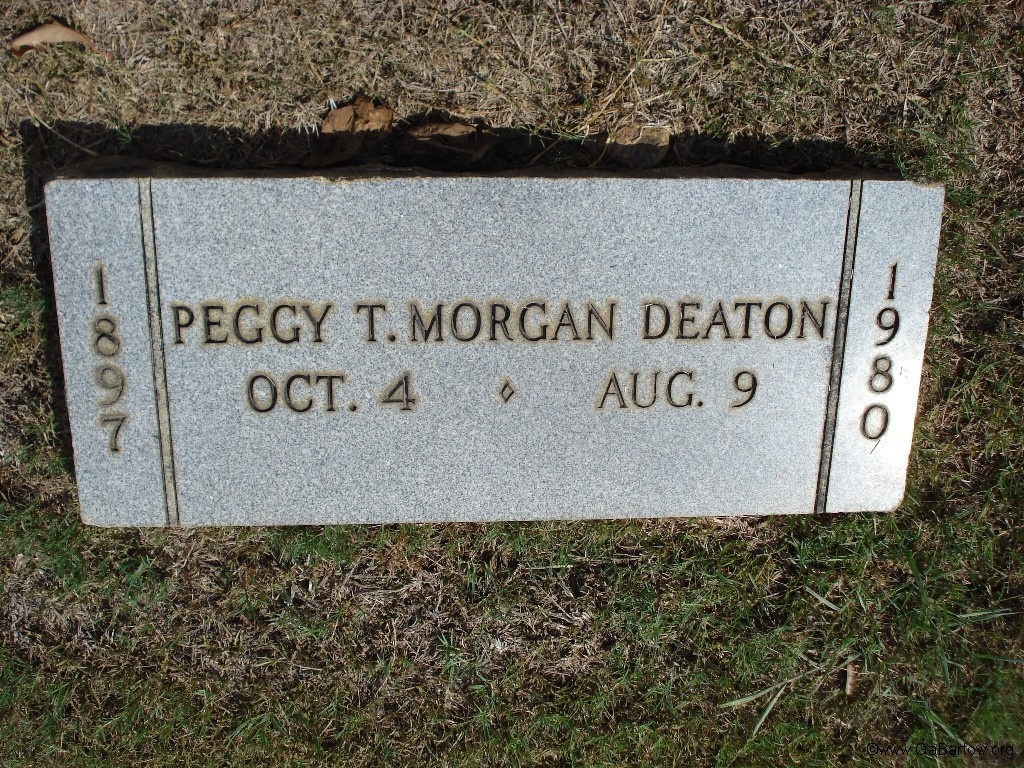 1897
PEGGY T. MORGAN DEATON
OCT. 4 ◊ AUG. 9
1980
©www.GaBartow.org